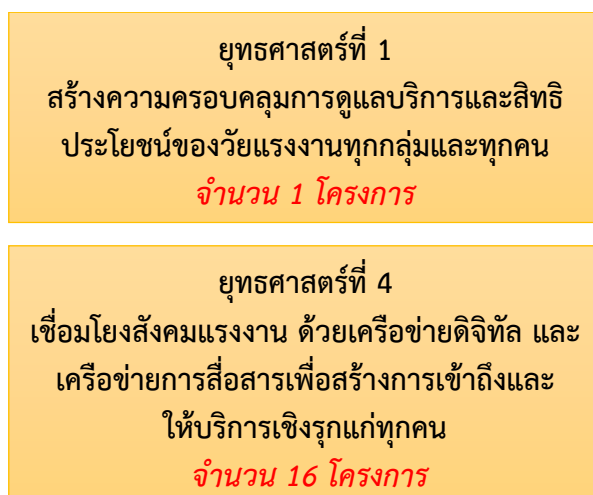 ยุทธศาสตร์ที่ 1
สร้างความครอบคลุมการดูแลบริการและสิทธิ
ประโยชน์ของวัยแรงงานทุกกลุ่มและทุกคน
จำนวน 1 โครงการ
ยุทธศาสตร์ที่ 4
เชื่อมโยงสังคมแรงงาน ด้วยเครือข่ายดิจิทัล และ
เครือข่ายการสื่อสารเพื่อสร้างการเข้าถึงและ
ให้บริการเชิงรุกแก่ทุกคน
จำนวน 16 โครงการ